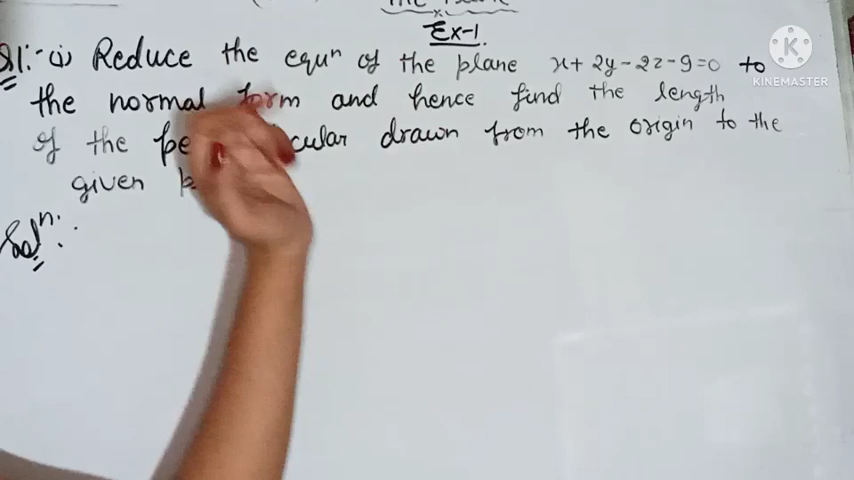 Ex-1
Q1:- (i) Reduce the equⁿ of the plane x + 2y - 2z - 9 = 0 to
the normal form and hence find the length
of the cular drawn from the origin to the
given
Solⁿ:
KINEMASTER